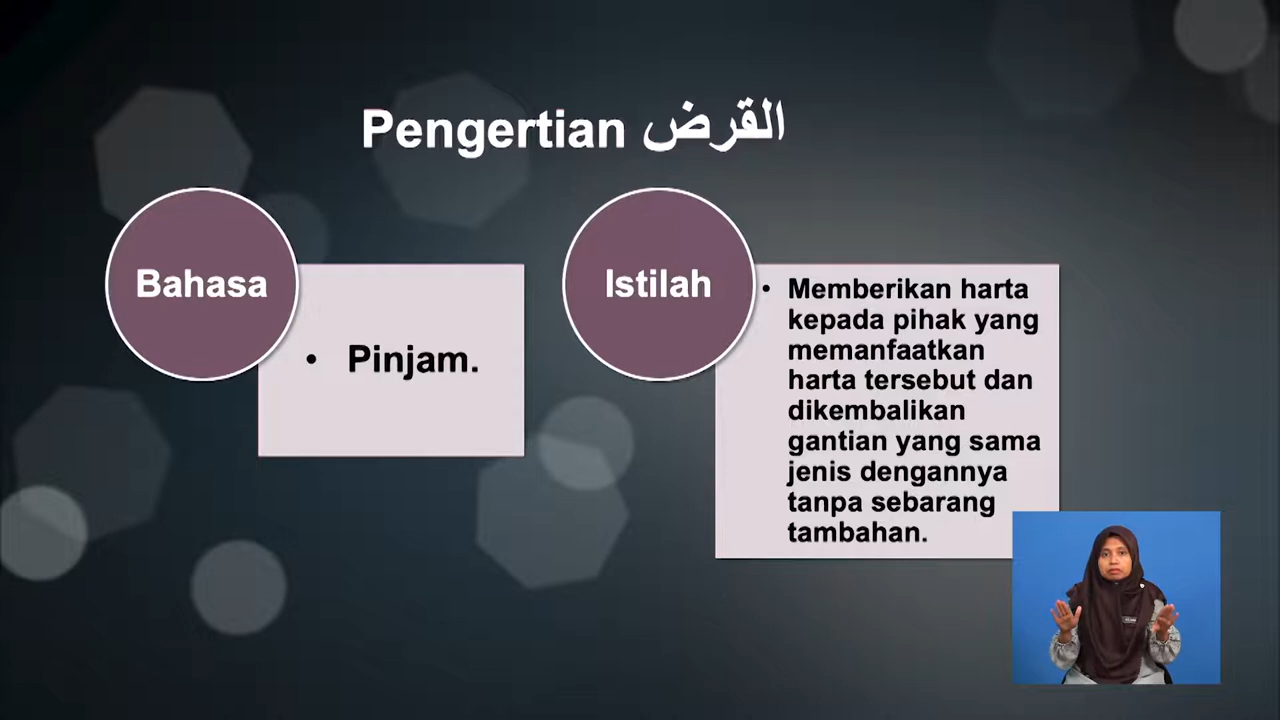 Pengertian القرض
Bahasa
• Pinjam.
Istilah
• Memberikan harta
kepada pihak yang
memanfaatkan
harta tersebut dan
dikembalikan
gantian yang sama
jenis dengannya
tanpa sebarang
tambahan.